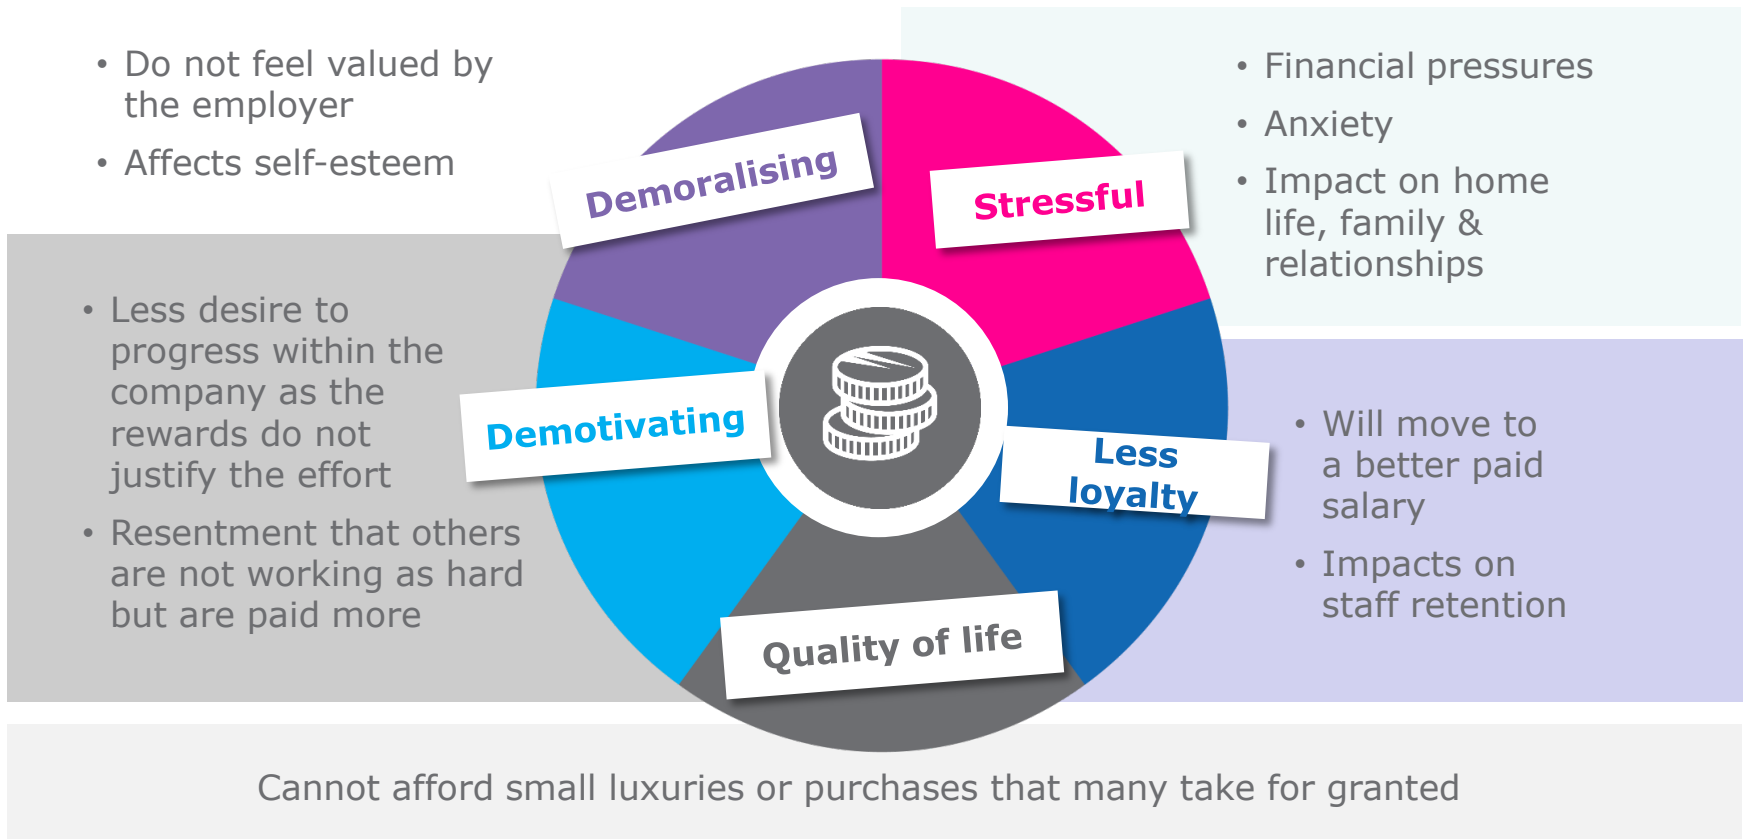 • Do not feel valued by
the employer
• Affects self-esteem
Demoralising
Stressful
• Financial pressures
• Anxiety
• Impact on home
life, family &
relationships
• Less desire to
progress within the
company as the
rewards do not
justify the effort
• Resentment that others
are not working as hard
but are paid more
Demotivating
Less
loyalty
• Will move to
a better paid
salary
• Impacts on
staff retention
Quality of life
Cannot afford small luxuries or purchases that many take for granted